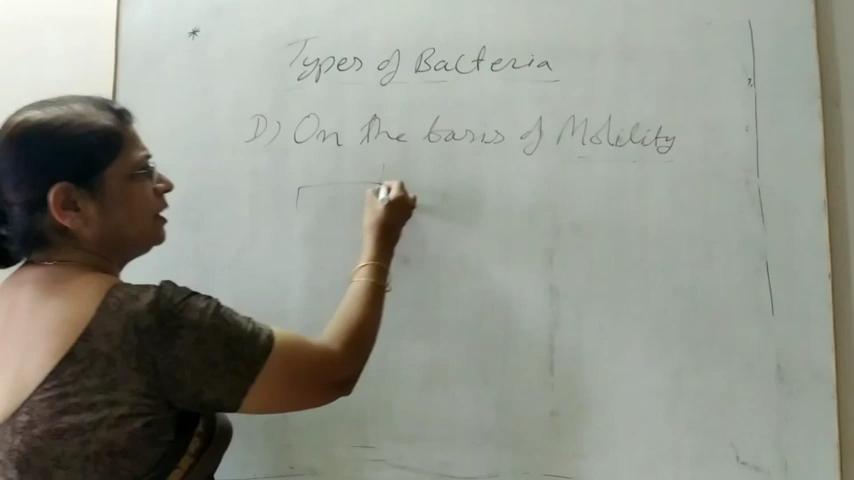 *
Types of Bacteria
D) On the basis of Motility